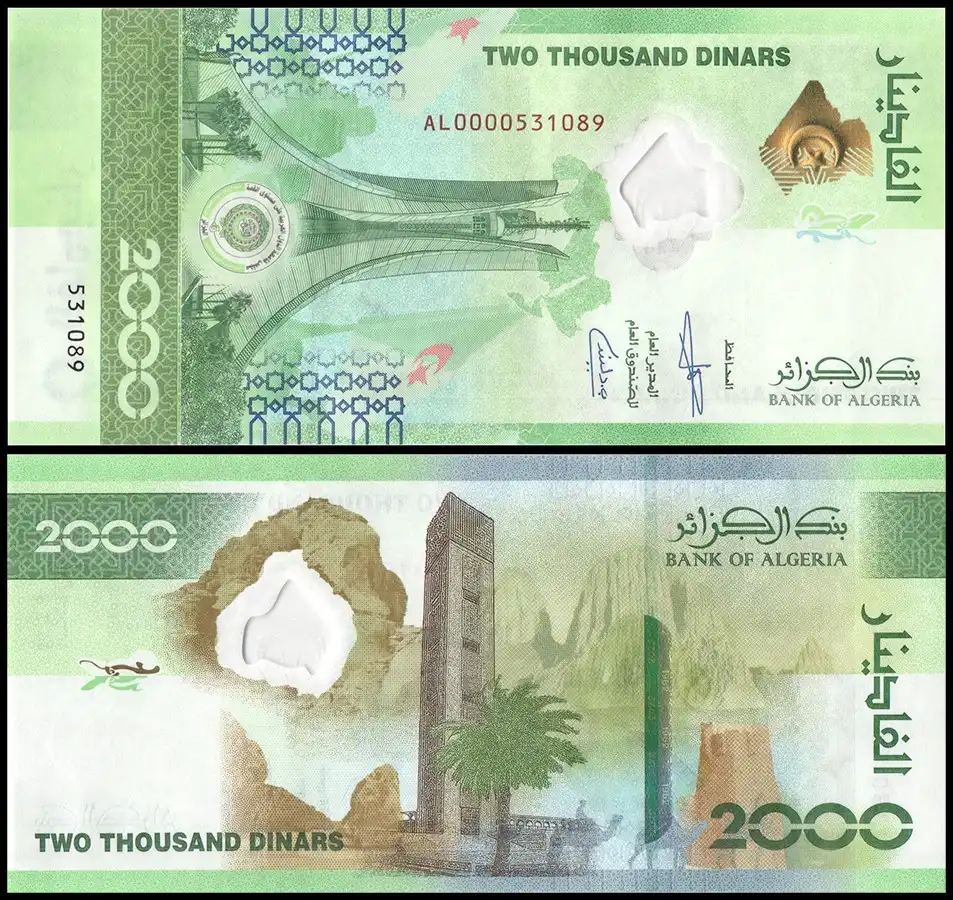 TWO THOUSAND DINARS
AL0000531089
ألفا دينار
2000
531089
المحافظ
المدير العام
للصندوق العام
بنك الجزائر
BANK OF ALGERIA
2000
بنك الجزائر
BANK OF ALGERIA
ألفا دينار
TWO THOUSAND DINARS
2000